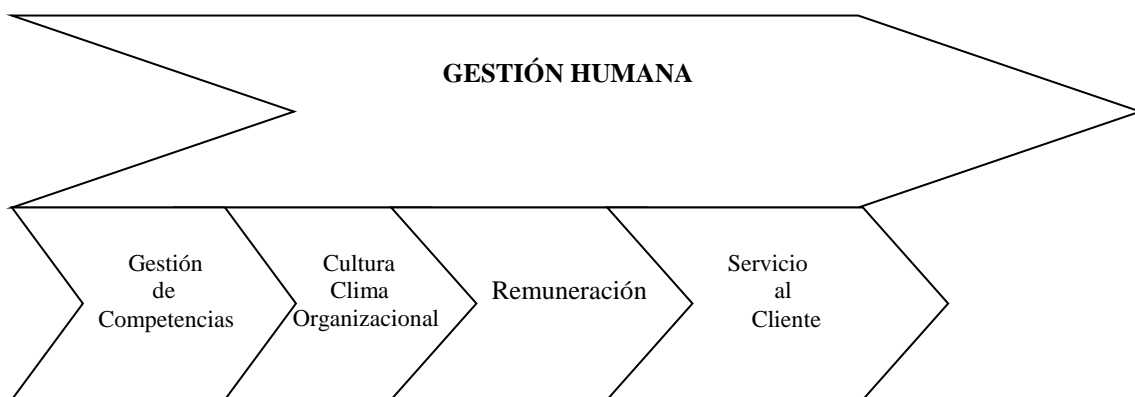 GESTIÓN HUMANA
Gestión
de
Competencias
Cultura
Clima
Organizacional
Remuneración
Servicio
al
Cliente